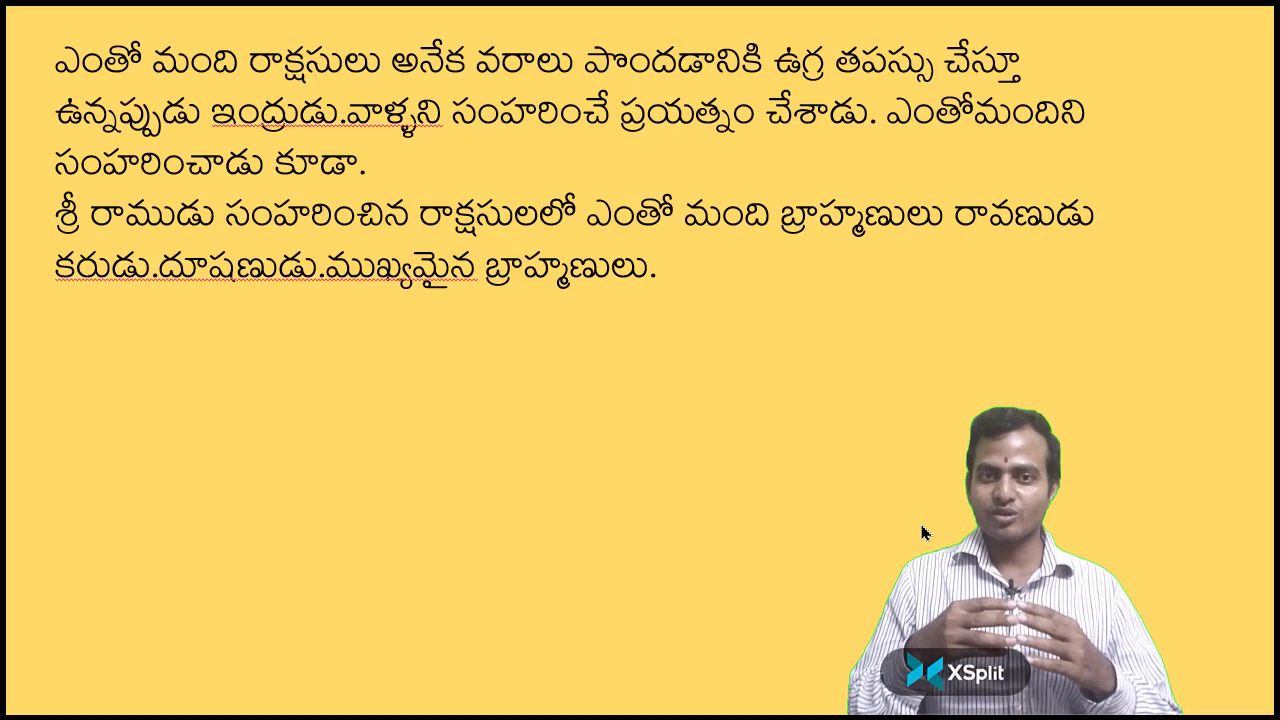 ఎంతో మంది రాక్షసులు అనేక వరాలు పొందడానికి ఉగ్ర తపస్సు చేస్తూ
ఉన్నప్పుడు ఇంద్రుడు.వాళ్ళని సంహరించే ప్రయత్నం చేశాడు. ఎంతోమందిని
సంహరించాడు కూడా.
శ్రీ రాముడు సంహరించిన రాక్షసులలో ఎంతో మంది బ్రాహ్మణులు రావణుడు
కరుడు.దూషణుడు.ముఖ్యమైన బ్రాహ్మణులు.
XSplit